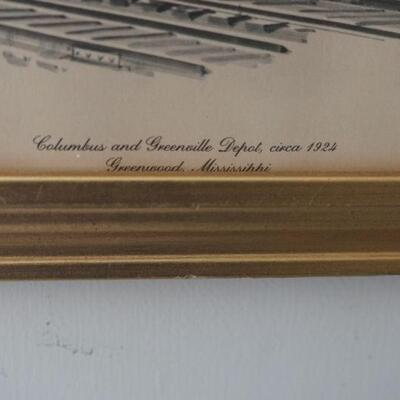 Columbus and Greenville Depot, circa 1924
Greenwood, Mississippi